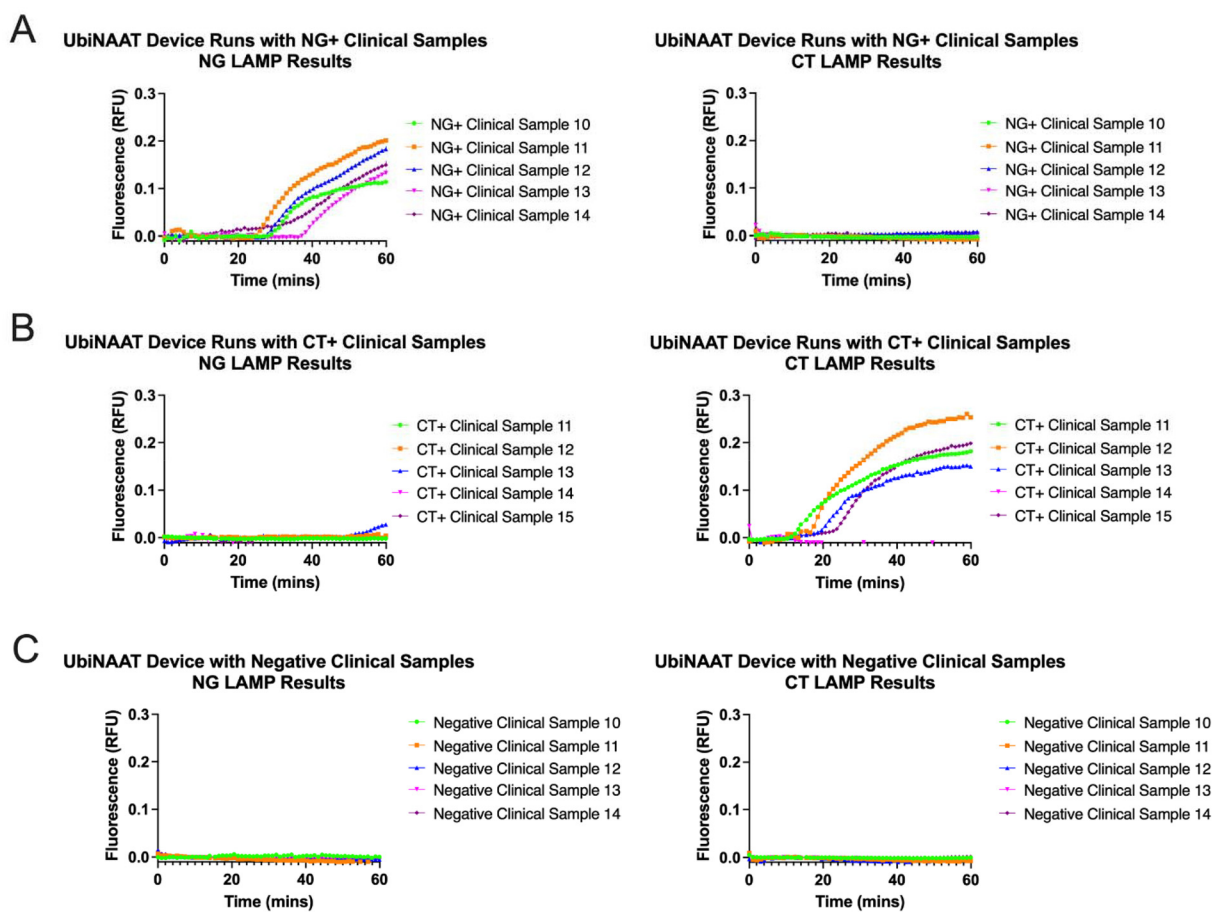 A
UbiNAAT Device Runs with NG+ Clinical Samples
NG LAMP Results
Fluorescence (RFU)
0.3
0.2
0.1
0.0
0
20
40
60
Time (mins)
NG+ Clinical Sample 10
NG+ Clinical Sample 11
NG+ Clinical Sample 12
NG+ Clinical Sample 13
NG+ Clinical Sample 14
UbiNAAT Device Runs with NG+ Clinical Samples
CT LAMP Results
Fluorescence (RFU)
0.3
0.2
0.1
0.0
0
20
40
60
Time (mins)
NG+ Clinical Sample 10
NG+ Clinical Sample 11
NG+ Clinical Sample 12
NG+ Clinical Sample 13
NG+ Clinical Sample 14
B
UbiNAAT Device Runs with CT+ Clinical Samples
NG LAMP Results
Fluorescence (RFU)
0.3
0.2
0.1
0.0
0
20
40
60
Time (mins)
CT+ Clinical Sample 11
CT+ Clinical Sample 12
CT+ Clinical Sample 13
CT+ Clinical Sample 14
CT+ Clinical Sample 15
UbiNAAT Device Runs with CT+ Clinical Samples
CT LAMP Results
Fluorescence (RFU)
0.3
0.2
0.1
0.0
0
20
40
60
Time (mins)
CT+ Clinical Sample 11
CT+ Clinical Sample 12
CT+ Clinical Sample 13
CT+ Clinical Sample 14
CT+ Clinical Sample 15
C
UbiNAAT Device with Negative Clinical Samples
NG LAMP Results
Fluorescence (RFU)
0.3
0.2
0.1
0.0
0
20
40
60
Time (mins)
Negative Clinical Sample 10
Negative Clinical Sample 11
Negative Clinical Sample 12
Negative Clinical Sample 13
Negative Clinical Sample 14
UbiNAAT Device with Negative Clinical Samples
CT LAMP Results
Fluorescence (RFU)
0.3
0.2
0.1
0.0
0
20
40
60
Time (mins)
Negative Clinical Sample 10
Negative Clinical Sample 11
Negative Clinical Sample 12
Negative Clinical Sample 13
Negative Clinical Sample 14